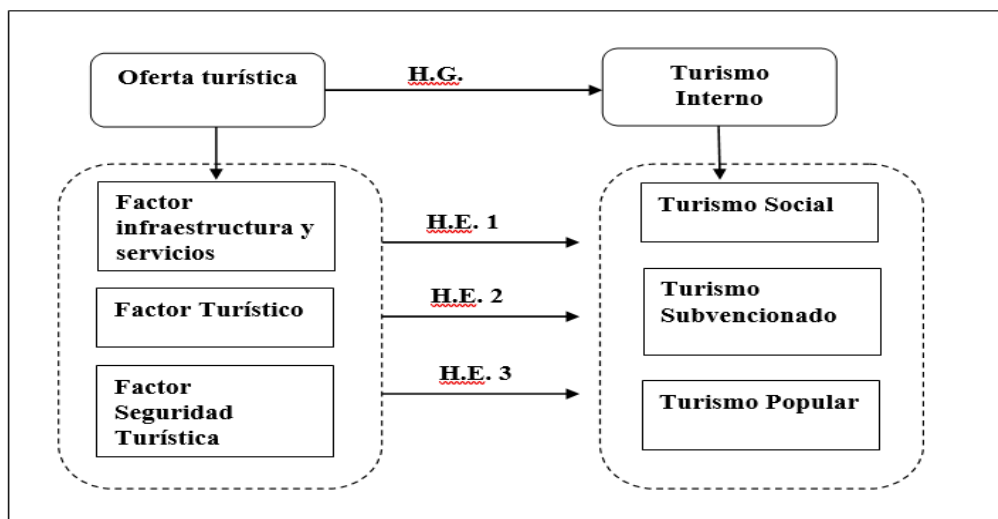 Oferta turística
H.G.
Turismo
Interno
Factor
infraestructura y
servicios
H.E. 1
Turismo Social
Factor Turístico
H.E. 2
Turismo
Subvencionado
Factor
Seguridad
Turística
H.E. 3
Turismo Popular